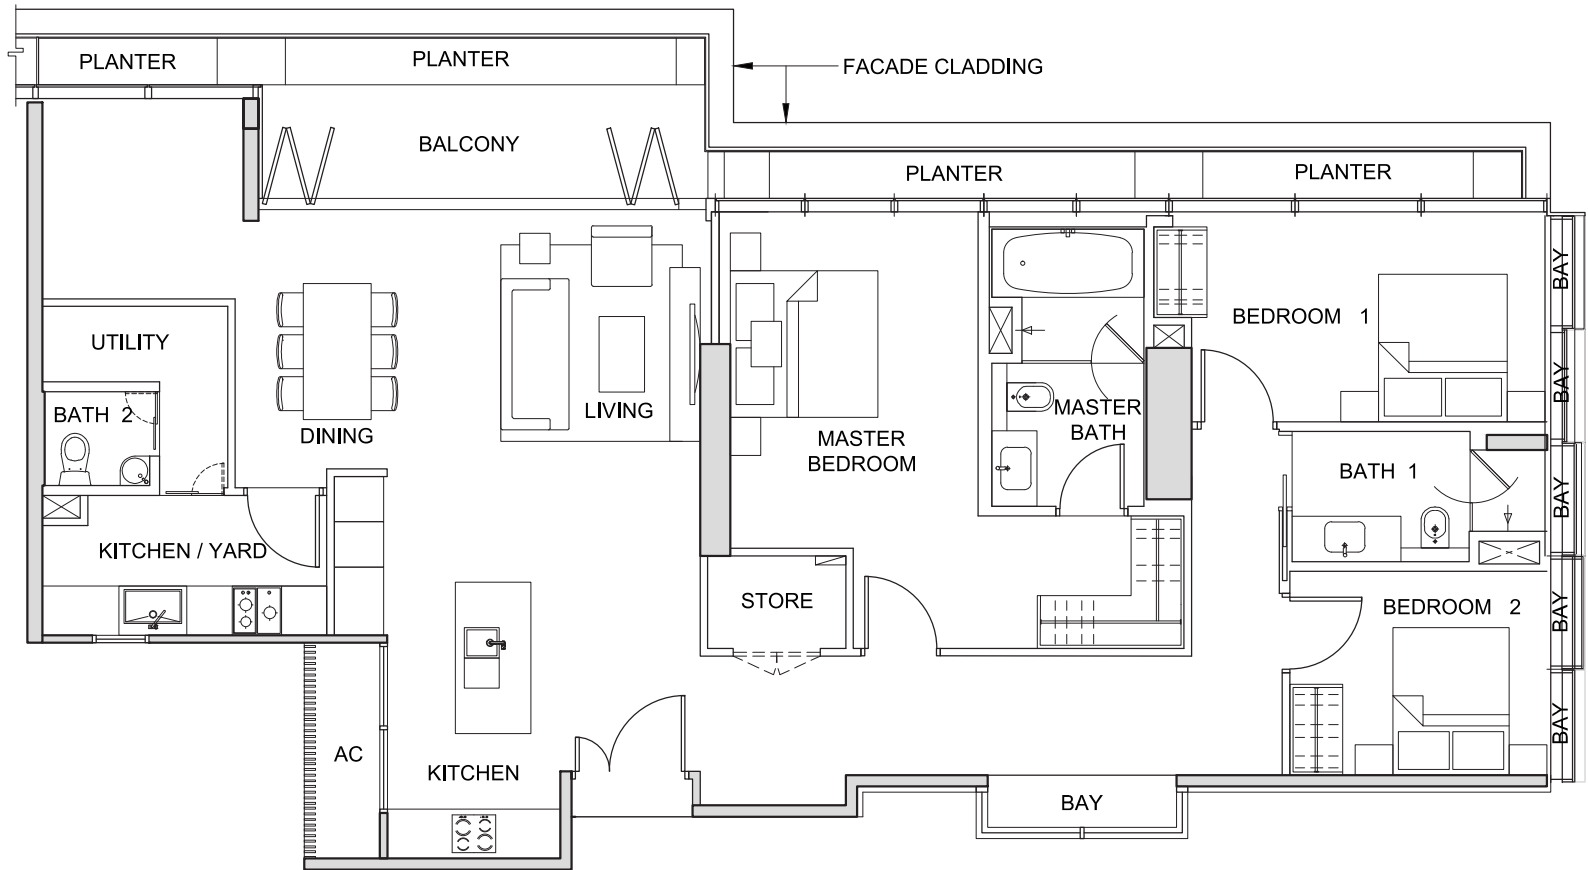 PLANTER
PLANTER
FACADE CLADDING
BALCONY
PLANTER
PLANTER
BAY
BEDROOM 1
UTILITY
BAY
BATH 2
LIVING
MASTER
BATH
DINING
MASTER
BEDROOM
BATH 1
BAY
KITCHEN / YARD
STORE
BEDROOM 2
BAY
BAY
AC
KITCHEN
BAY